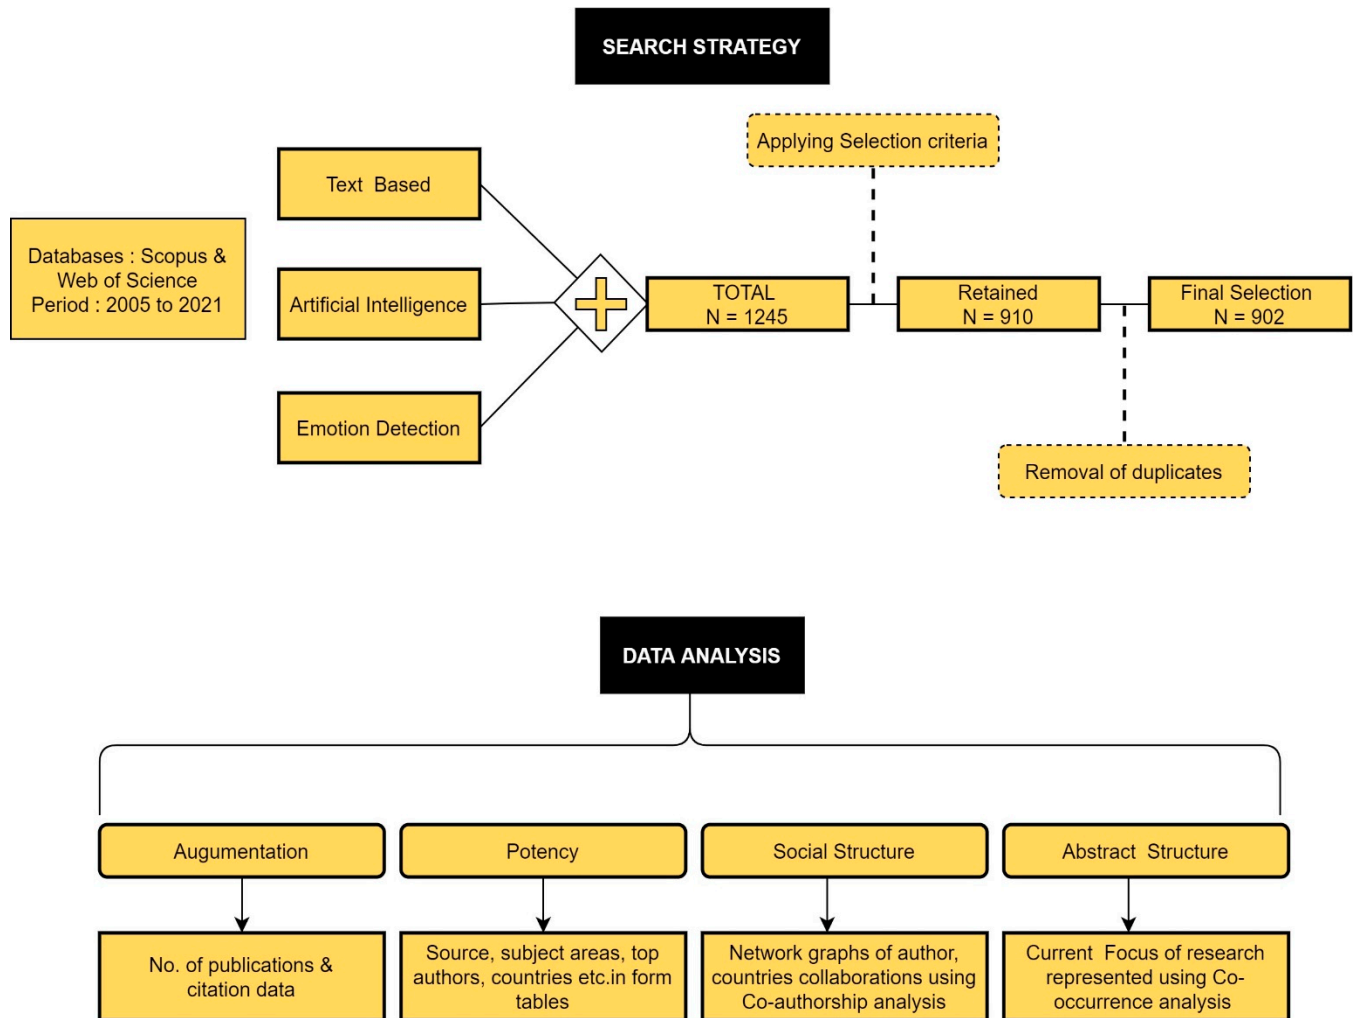 SEARCH STRATEGY
Applying Selection criteria
Text Based
Databases : Scopus &
Web of Science
Period : 2005 to 2021
Artificial Intelligence
TOTAL
N = 1245
Retained
N = 910
Final Selection
N = 902
Emotion Detection
Removal of duplicates
DATA ANALYSIS
Augumentation
Potency
Social Structure
Abstract Structure
No. of publications &
citation data
Source, subject areas, top
authors, countries etc.in form
tables
Network graphs of author,
countries collaborations using
Co-authorship analysis
Current Focus of research
represented using Co-
occurrence analysis